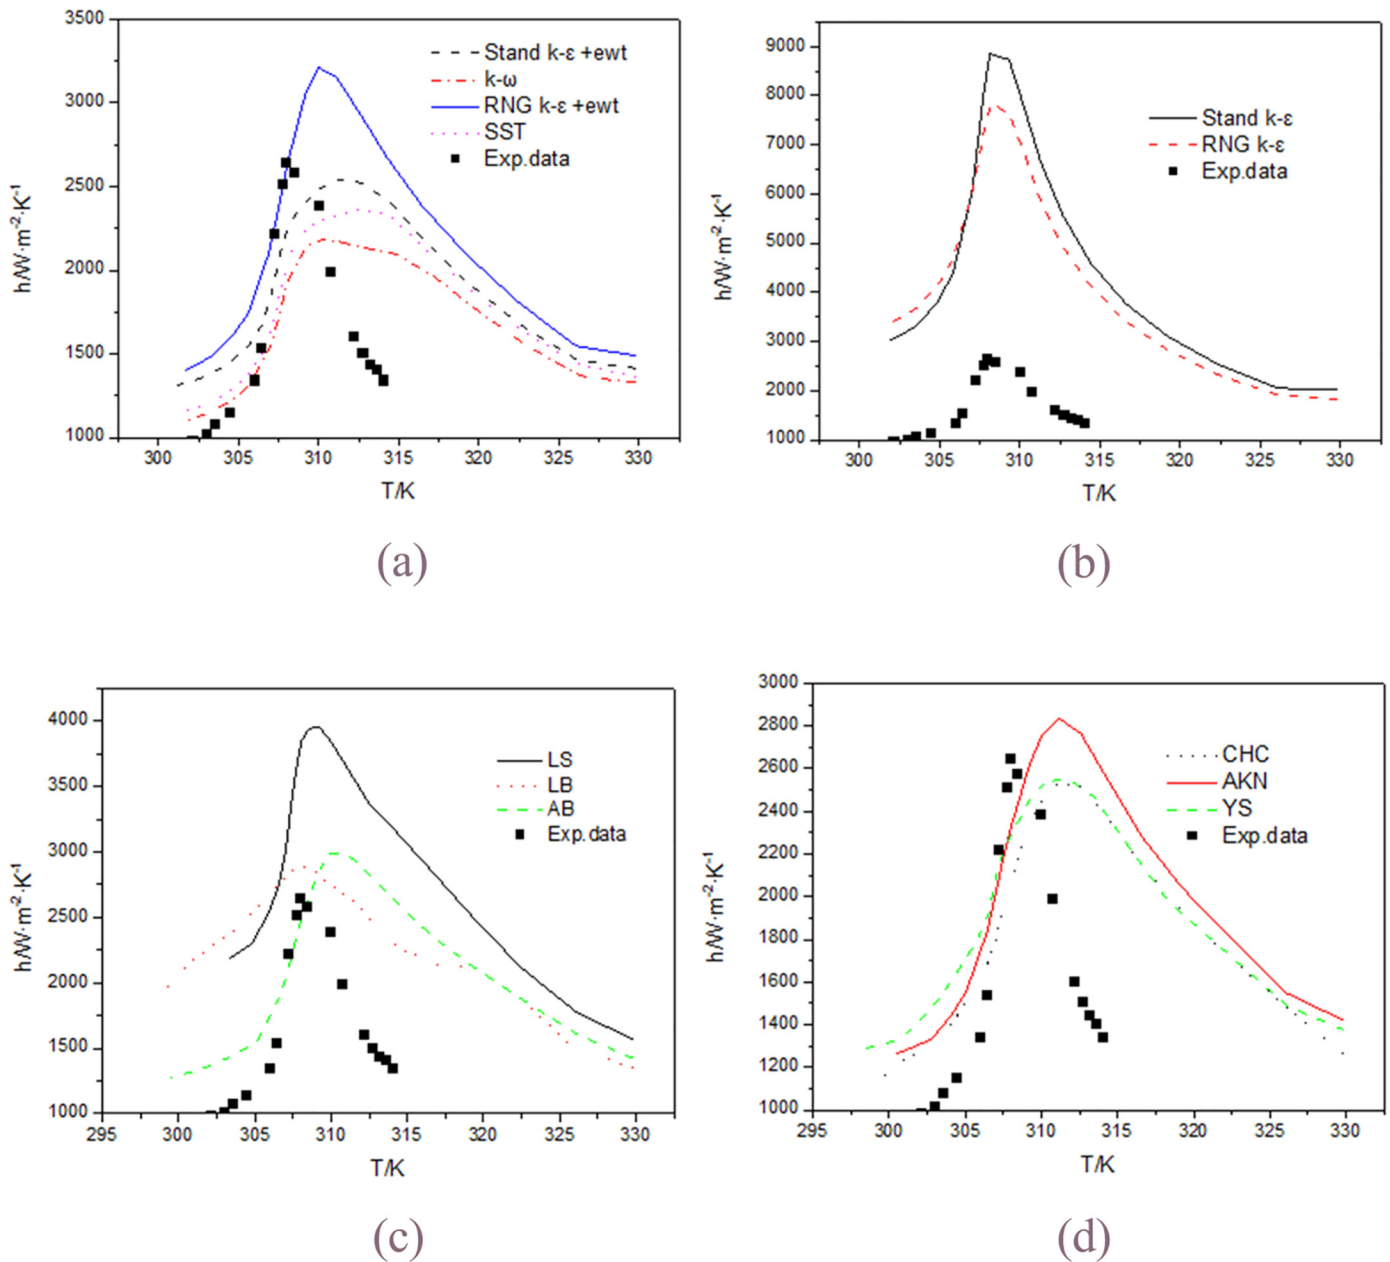 3500
3000
2500
2000
1500
1000
h/W·m⁻²·K⁻¹
Stand k-ε +ewt
k-ω
RNG k-ε +ewt
SST
Exp.data
300 305 310 315 320 325 330
T/K
(a)
9000
8000
7000
6000
5000
4000
3000
2000
1000
h/W·m⁻²·K⁻¹
Stand k-ε
RNG k-ε
Exp.data
300 305 310 315 320 325 330
T/K
(b)
4000
3500
3000
2500
2000
1500
1000
h/W·m⁻²·K⁻¹
LS
LB
AB
Exp.data
295 300 305 310 315 320 325 330
T/K
(c)
3000
2800
2600
2400
2200
2000
1800
1600
1400
1200
1000
h/W·m⁻²·K⁻¹
CHC
AKN
YS
Exp.data
295 300 305 310 315 320 325 330
T/K
(d)